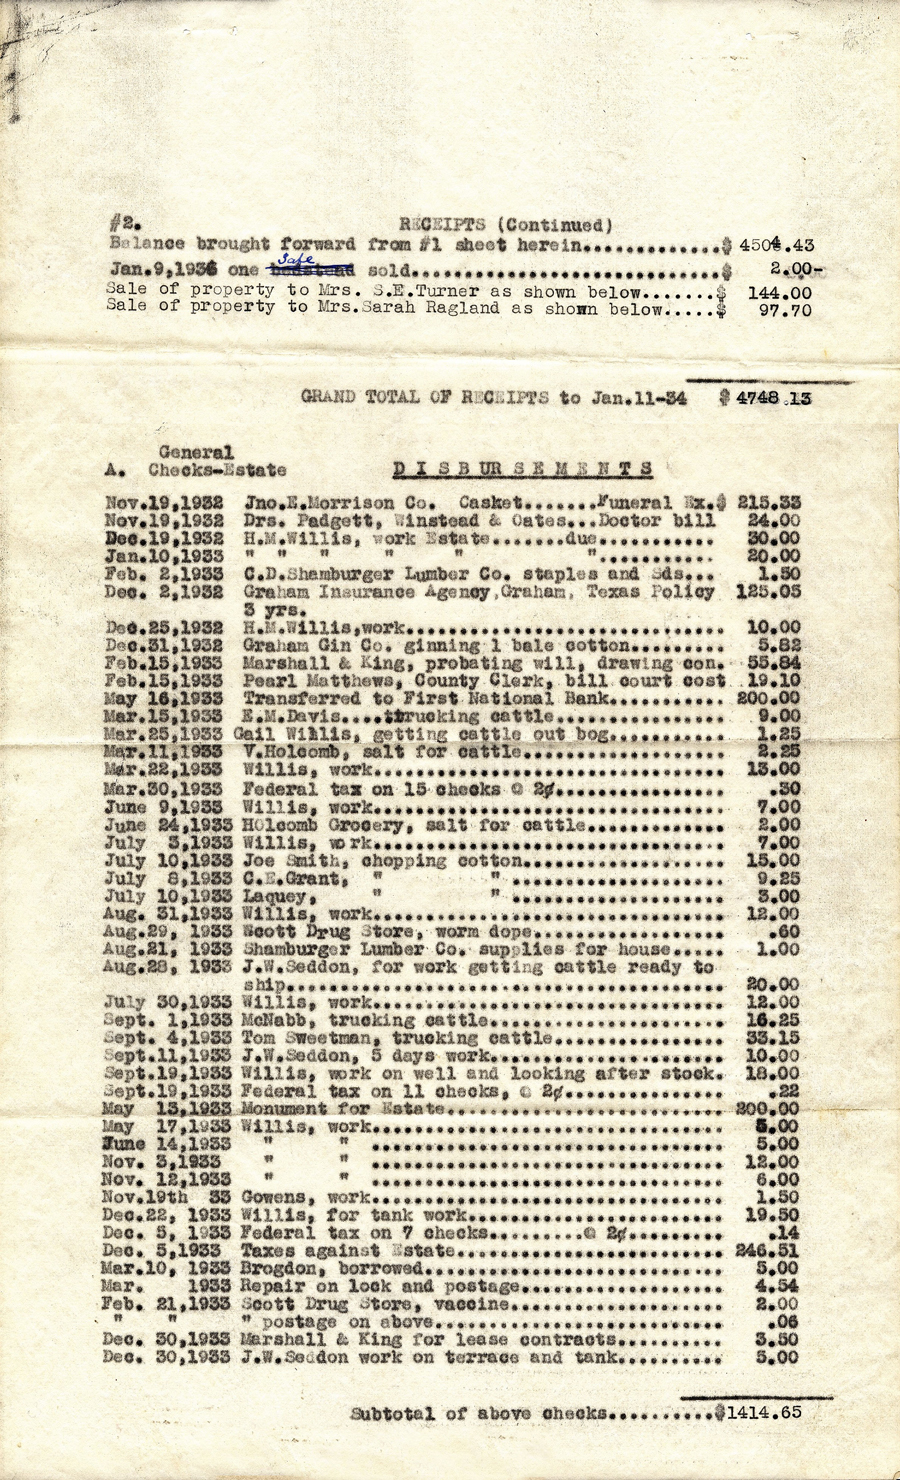 #2. RECEIPTS (Continued)
Balance brought forward from #1 sheet herein.............$ 4504.43
Safe
Jan.9,1934 one bedstead sold.............................$ 2.00-
Sale of property to Mrs. S.E.Turner as shown below.......$ 144.00
Sale of property to Mrs.Sarah Ragland as shown below.....$ 97.70
GRAND TOTAL OF RECEIPTS to Jan.11-34 $ 4748.13
General
A. Checks-Estate DISBURSEMENTS
Nov.19,1932 Jno.E.Morrison Co. Casket.......Funeral Ex.$ 215.33
Nov.19,1932 Drs. Padgett, Winstead & Oates...Doctor bill 24.00
Dec.19,1932 H.M.Willis, work Estate.......due........... 30.00
Jan.10,1933 " " " " " "........... 20.00
Feb. 2,1933 C.D.Shamburger Lumber Co. staples and Sds... 1.50
Dec. 2,1932 Graham Insurance Agency,Graham, Texas Policy 125.05
3 yrs.
Dec.25,1932 H.M.Willis,work............................. 10.00
Dec.31,1932 Graham Gin Co. ginning 1 bale cotton......... 5.82
Feb.15,1933 Marshall & King, probating will, drawing con. 55.84
Feb.15,1933 Pearl Matthews, County Clerk, bill court cost 19.10
May 16,1933 Transferred to First National Bank........... 200.00
Mar.15,1933 E.M.Davis....ttrucking cattle................ 9.00
Mar.25,1933 Gail Willis, getting cattle out bog........... 1.25
Mar.11,1933 V.Holcomb, salt for cattle.................... 2.25
Mar.22,1933 Willis, work.................................. 13.00
Mar.30,1933 Federal tax on 15 checks @ 2¢................ .30
June 9,1933 Willis, work................................. 7.00
June 24,1933 Holcomb Grocery, salt for cattle............. 2.00
July 3,1933 Willis, work................................. 7.00
July 10,1933 Joe Smith, chopping cotton................... 15.00
July 8,1933 C.E.Grant, " " ..................... 9.25
July 10,1933 Laquey, " " ..................... 3.00
Aug. 31,1933 Willis, work................................. 12.00
Aug.29, 1933 Scott Drug Store, worm dope.................. .60
Aug.21, 1933 Shamburger Lumber Co. supplies for house..... 1.00
Aug.28, 1933 J.W.Seddon, for work getting cattle ready to
ship......................................... 20.00
July 30,1933 Willis, work................................. 12.00
Sept. 1,1933 McNabb, trucking cattle...................... 16.25
Sept. 4,1933 Tom Sweetman, trucking cattle................ 33.15
Sept.11,1933 J.W.Seddon, 5 days work...................... 10.00
Sept.19,1933 Willis, work on well and looking after stock. 18.00
Sept.19,1933 Federal tax on 11 checks, @ 2¢............... .22
May 13,1933 Monument for Estate.......................... 200.00
May 17,1933 Willis, work................................. 5.00
June 14,1933 " " .................................. 5.00
Nov. 3,1933 " " .................................. 12.00
Nov. 12,1933 " " .................................. 6.00
Nov.19th 33 Gowens, work................................. 1.50
Dec.22, 1933 Willis, for tank work........................ 19.50
Dec. 5, 1933 Federal tax on 7 checks.........@ 2¢......... .14
Dec. 5,1933 Taxes against Estate......................... 246.51
Mar.10, 1933 Brogdon, borrowed............................ 5.00
Mar. 1933 Repair on lock and postage................... 4.54
Feb. 21,1933 Scott Drug Store, vaccine.................... 2.00
" " " postage on above............................ .06
Dec. 30,1933 Marshall & King for lease contracts.......... 3.50
Dec. 30,1933 J.W.Seddon work on terrace and tank.......... 5.00
Subtotal of above checks...........$1414.65